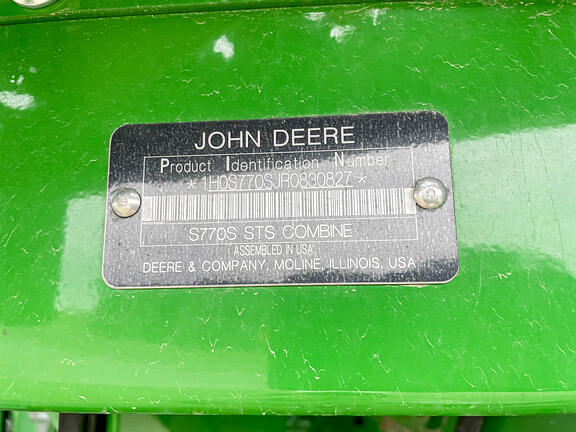 JOHN DEERE
Product Identification Number
*1H0S770SJR0830827*
S770S STS COMBINE
ASSEMBLED IN USA
DEERE & COMPANY, MOLINE, ILLINOIS, USA